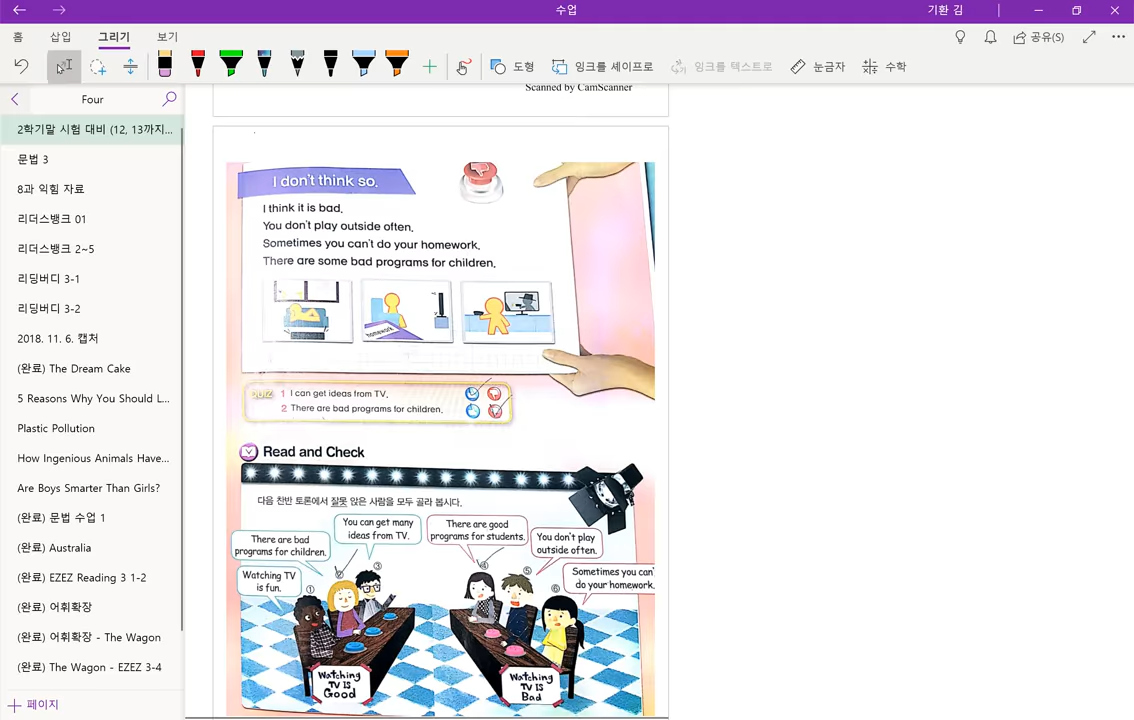 수업
기환 김
홈
삽입
그리기
보기
공유(S)
도형
잉크를 셰이프로
잉크를 텍스트로
눈금자
수학
Four
2학기말 시험 대비 (12, 13까지...
문법 3
8과 익힘 자료
리더스뱅크 01
리더스뱅크 2~5
리딩버디 3-1
리딩버디 3-2
2018. 11. 6. 캡처
(완료) The Dream Cake
5 Reasons Why You Should L...
Plastic Pollution
How Ingenious Animals Have...
Are Boys Smarter Than Girls?
(완료) 문법 수업 1
(완료) Australia
(완료) EZEZ Reading 3 1-2
(완료) 어휘확장
(완료) 어휘확장 - The Wagon
(완료) The Wagon - EZEZ 3-4
페이지
Scanned by CamScanner
I don't think so.
I think it is bad.
You don't play outside often.
Sometimes you can't do your homework.
There are some bad programs for children.
homework
QUIZ 1 I can get ideas from TV.
2 There are bad programs for children.
Read and Check
다음 찬반 토론에서 잘못 앉은 사람을 모두 골라 봅시다.
There are bad
programs for children.
You can get many
ideas from TV.
There are good
programs for students.
You don't play
outside often.
Watching TV
is fun.
Sometimes you can'
do your homework.
①
②
③
④
⑤
⑥
Watching
TV IS
Good
Watching
TV IS
Bad